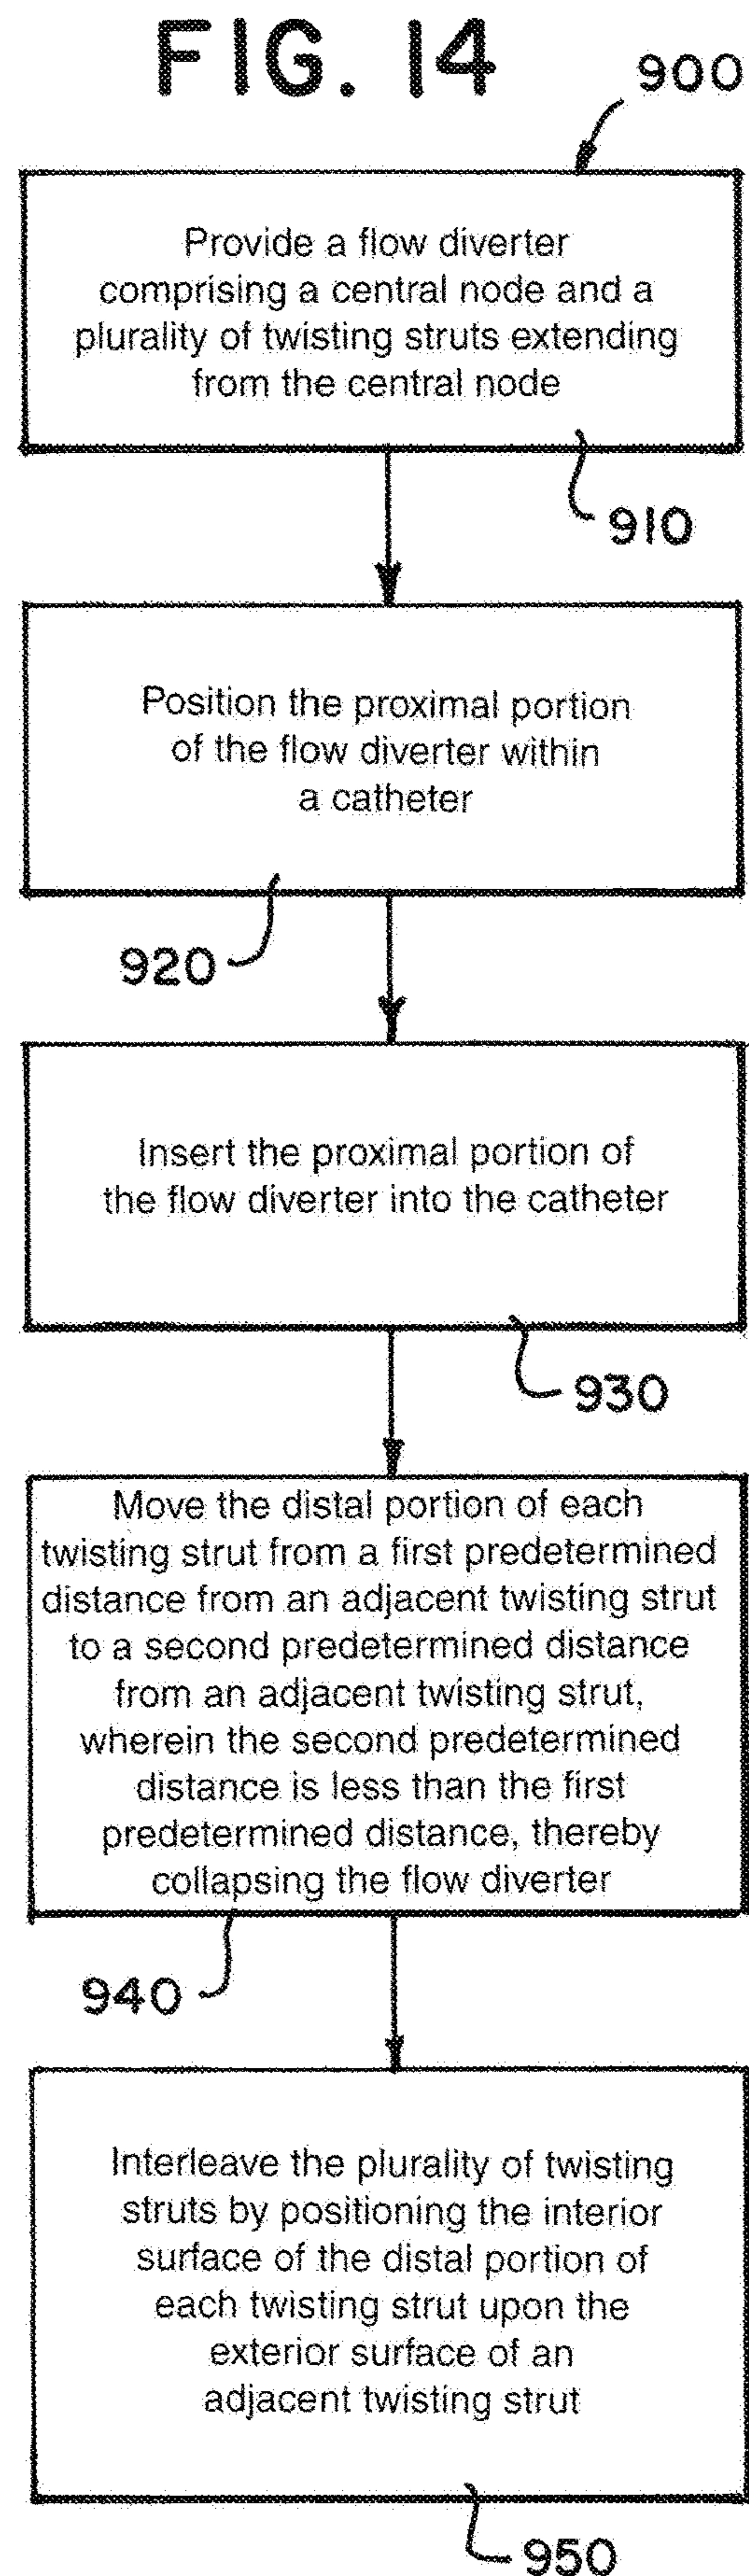 FIG. 14
900
Provide a flow diverter
comprising a central node and a
plurality of twisting struts extending
from the central node
910
Position the proximal portion
of the flow diverter within
a catheter
920
Insert the proximal portion of
the flow diverter into the catheter
930
Move the distal portion of each
twisting strut from a first predetermined
distance from an adjacent twisting strut
to a second predetermined distance
from an adjacent twisting strut,
wherein the second predetermined
distance is less than the first
predetermined distance, thereby
collapsing the flow diverter
940
Interleave the plurality of twisting
struts by positioning the interior
surface of the distal portion of
each twisting strut upon the
exterior surface of an
adjacent twisting strut
950